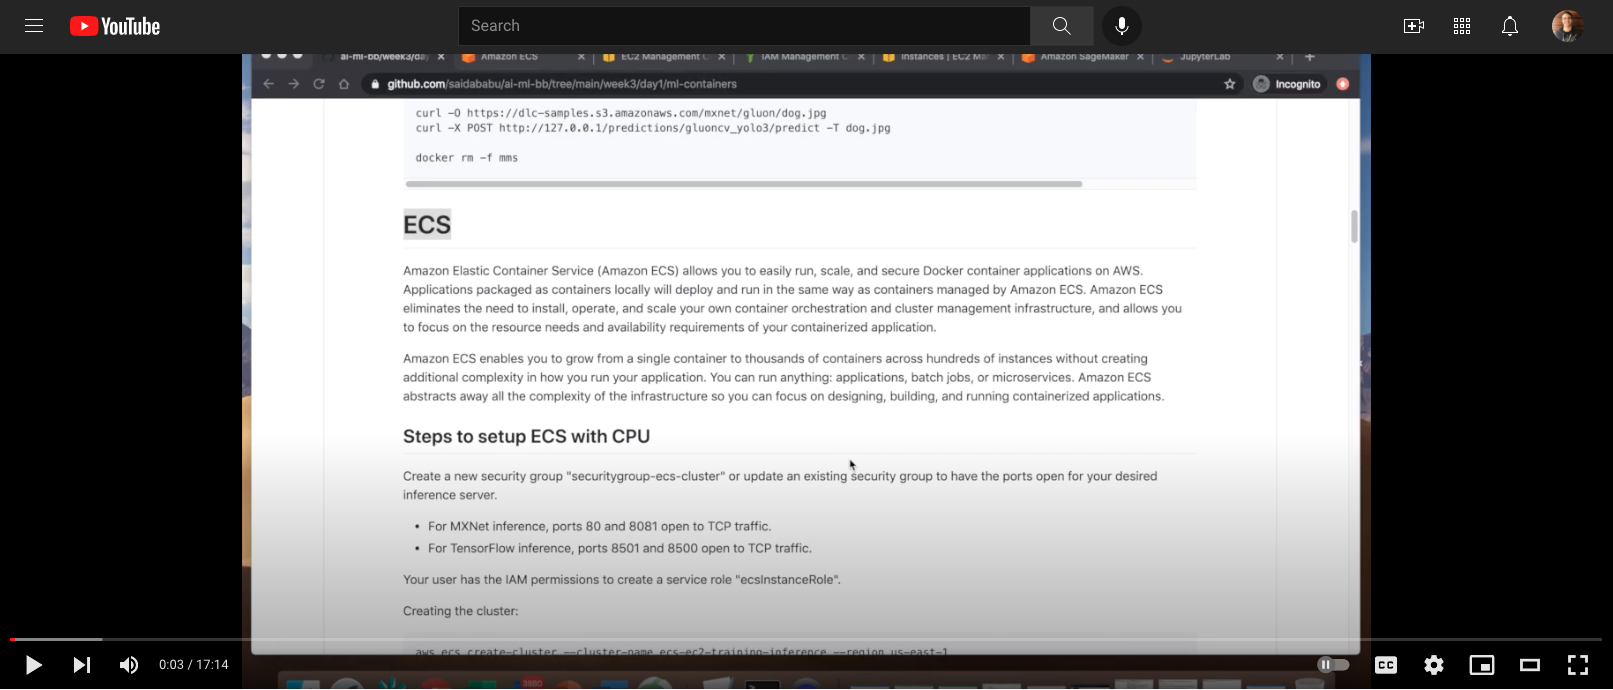 YouTube
Search
ai-ml-bb/week3/da
Amazon ECS
EC2 Management C
IAM Management C
Instances | EC2 Ma
Amazon SageMaker
JupyterLab
github.com/saidababu/ai-ml-bb/tree/main/week3/day1/ml-containers
Incognito
curl -O https://dlc-samples.s3.amazonaws.com/mxnet/gluon/dog.jpg
curl -X POST http://127.0.0.1/predictions/gluoncv_yolo3/predict -T dog.jpg
docker rm -f mms
ECS
Amazon Elastic Container Service (Amazon ECS) allows you to easily run, scale, and secure Docker container applications on AWS.
Applications packaged as containers locally will deploy and run in the same way as containers managed by Amazon ECS. Amazon ECS
eliminates the need to install, operate, and scale your own container orchestration and cluster management infrastructure, and allows you
to focus on the resource needs and availability requirements of your containerized application.
Amazon ECS enables you to grow from a single container to thousands of containers across hundreds of instances without creating
additional complexity in how you run your application. You can run anything: applications, batch jobs, or microservices. Amazon ECS
abstracts away all the complexity of the infrastructure so you can focus on designing, building, and running containerized applications.
Steps to setup ECS with CPU
Create a new security group "securitygroup-ecs-cluster" or update an existing security group to have the ports open for your desired
inference server.
• For MXNet inference, ports 80 and 8081 open to TCP traffic.
• For TensorFlow inference, ports 8501 and 8500 open to TCP traffic.
Your user has the IAM permissions to create a service role "ecsInstanceRole".
Creating the cluster:
aws ecs create-cluster --cluster-name ecs-ec2-training-inference --region us-east-1
0:03 / 17:14
CC
3880